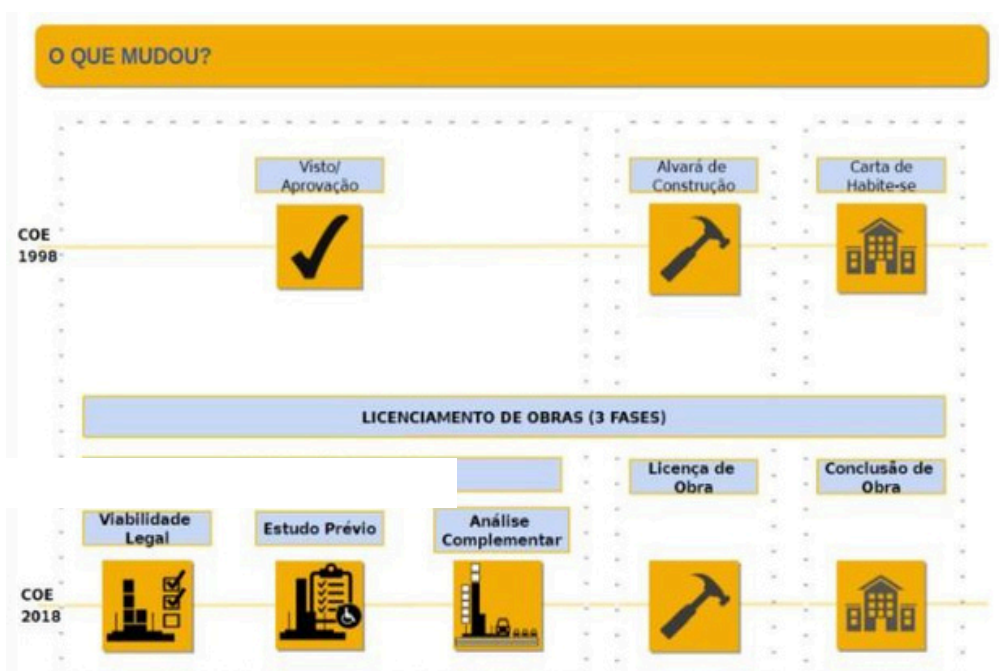 O QUE MUDOU?
Visto/
Aprovação
Alvará de
Construção
Carta de
Habite-se
COE
1998
LICENCIAMENTO DE OBRAS (3 FASES)
Licença de
Obra
Conclusão de
Obra
Viabilidade
Legal
Estudo Prévio
Análise
Complementar
COE
2018